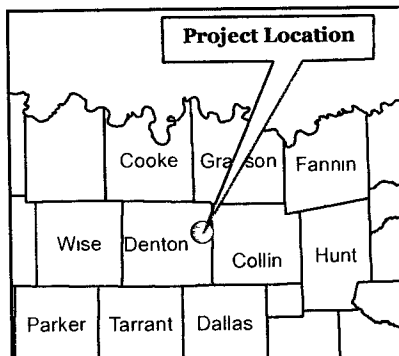 Project Location
Cooke Grayson Fannin
Wise Denton Collin Hunt
Parker Tarrant Dallas